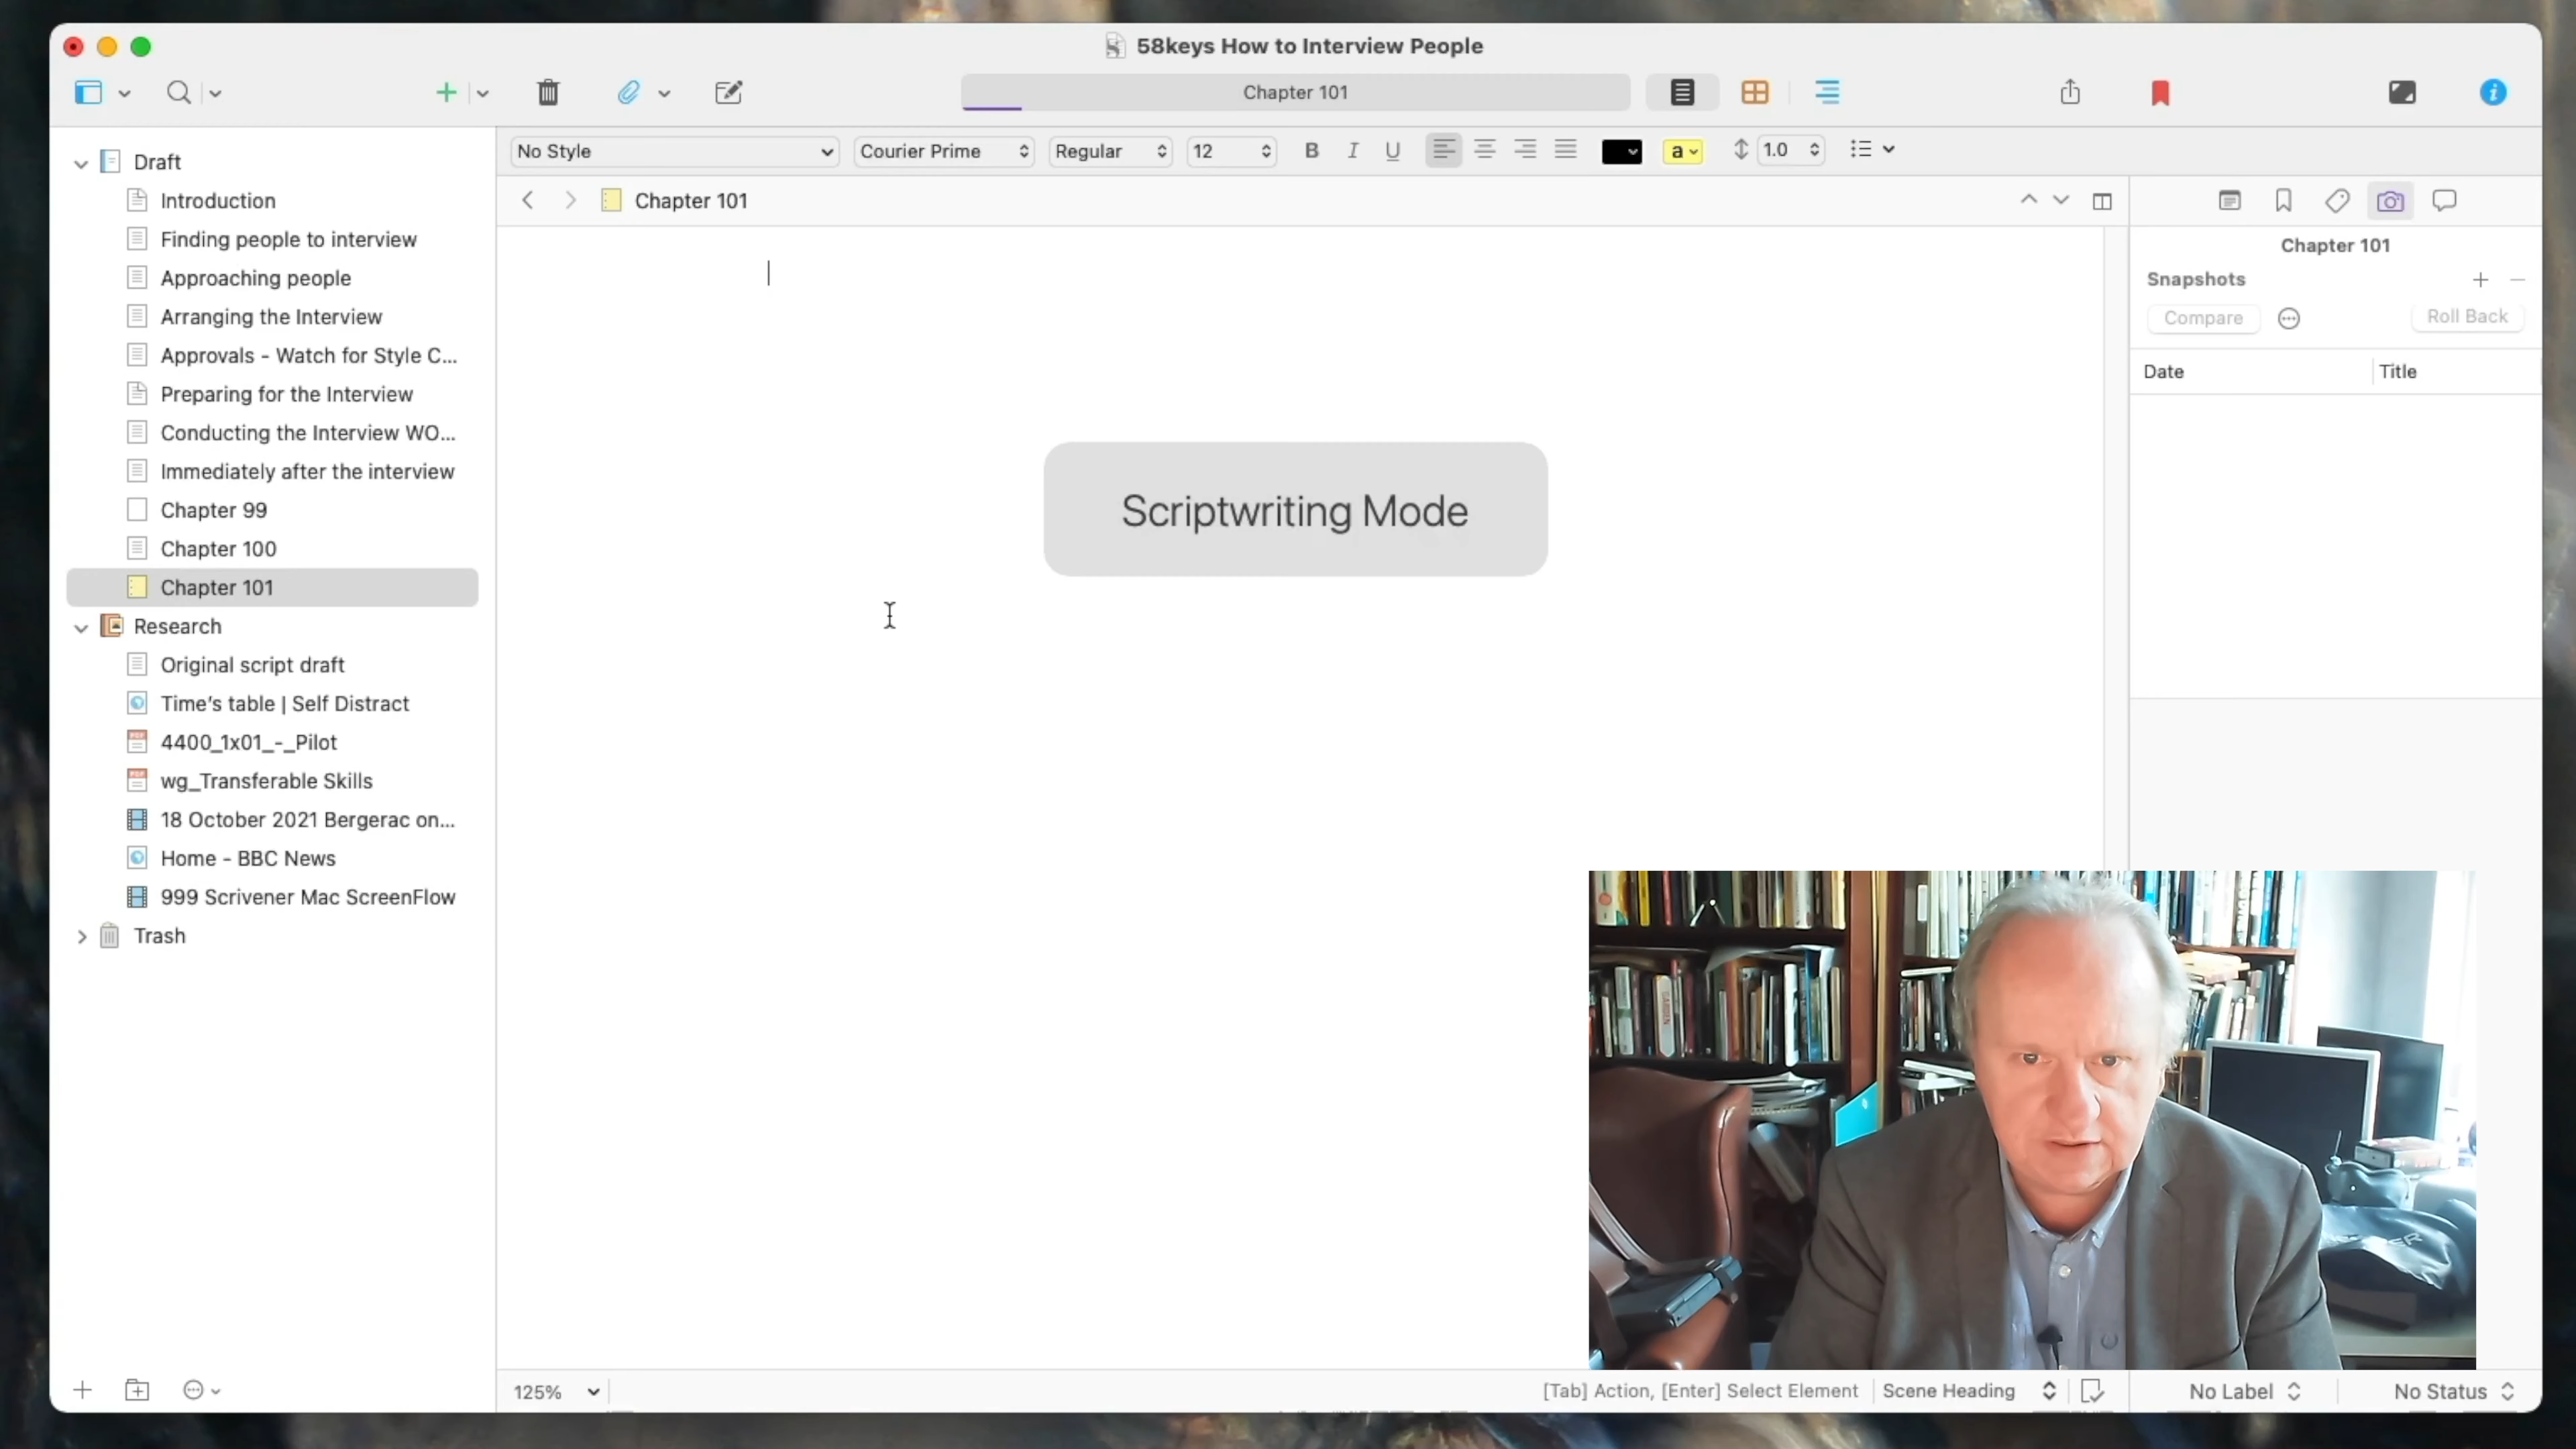 58keys How to Interview People
Chapter 101
No Style
Courier Prime
Regular
12
B
I
U
a
1.0
Draft
Introduction
Finding people to interview
Approaching people
Arranging the Interview
Approvals - Watch for Style C...
Preparing for the Interview
Conducting the Interview WO...
Immediately after the interview
Chapter 99
Chapter 100
Chapter 101
Research
Original script draft
Time's table | Self Distract
4400_1x01_-_Pilot
wg_Transferable Skills
18 October 2021 Bergerac on...
Home - BBC News
999 Scrivener Mac ScreenFlow
Trash
Chapter 101
Scriptwriting Mode
Chapter 101
Snapshots
Compare
Roll Back
Date
Title
125%
[Tab] Action, [Enter] Select Element
Scene Heading
No Label
No Status